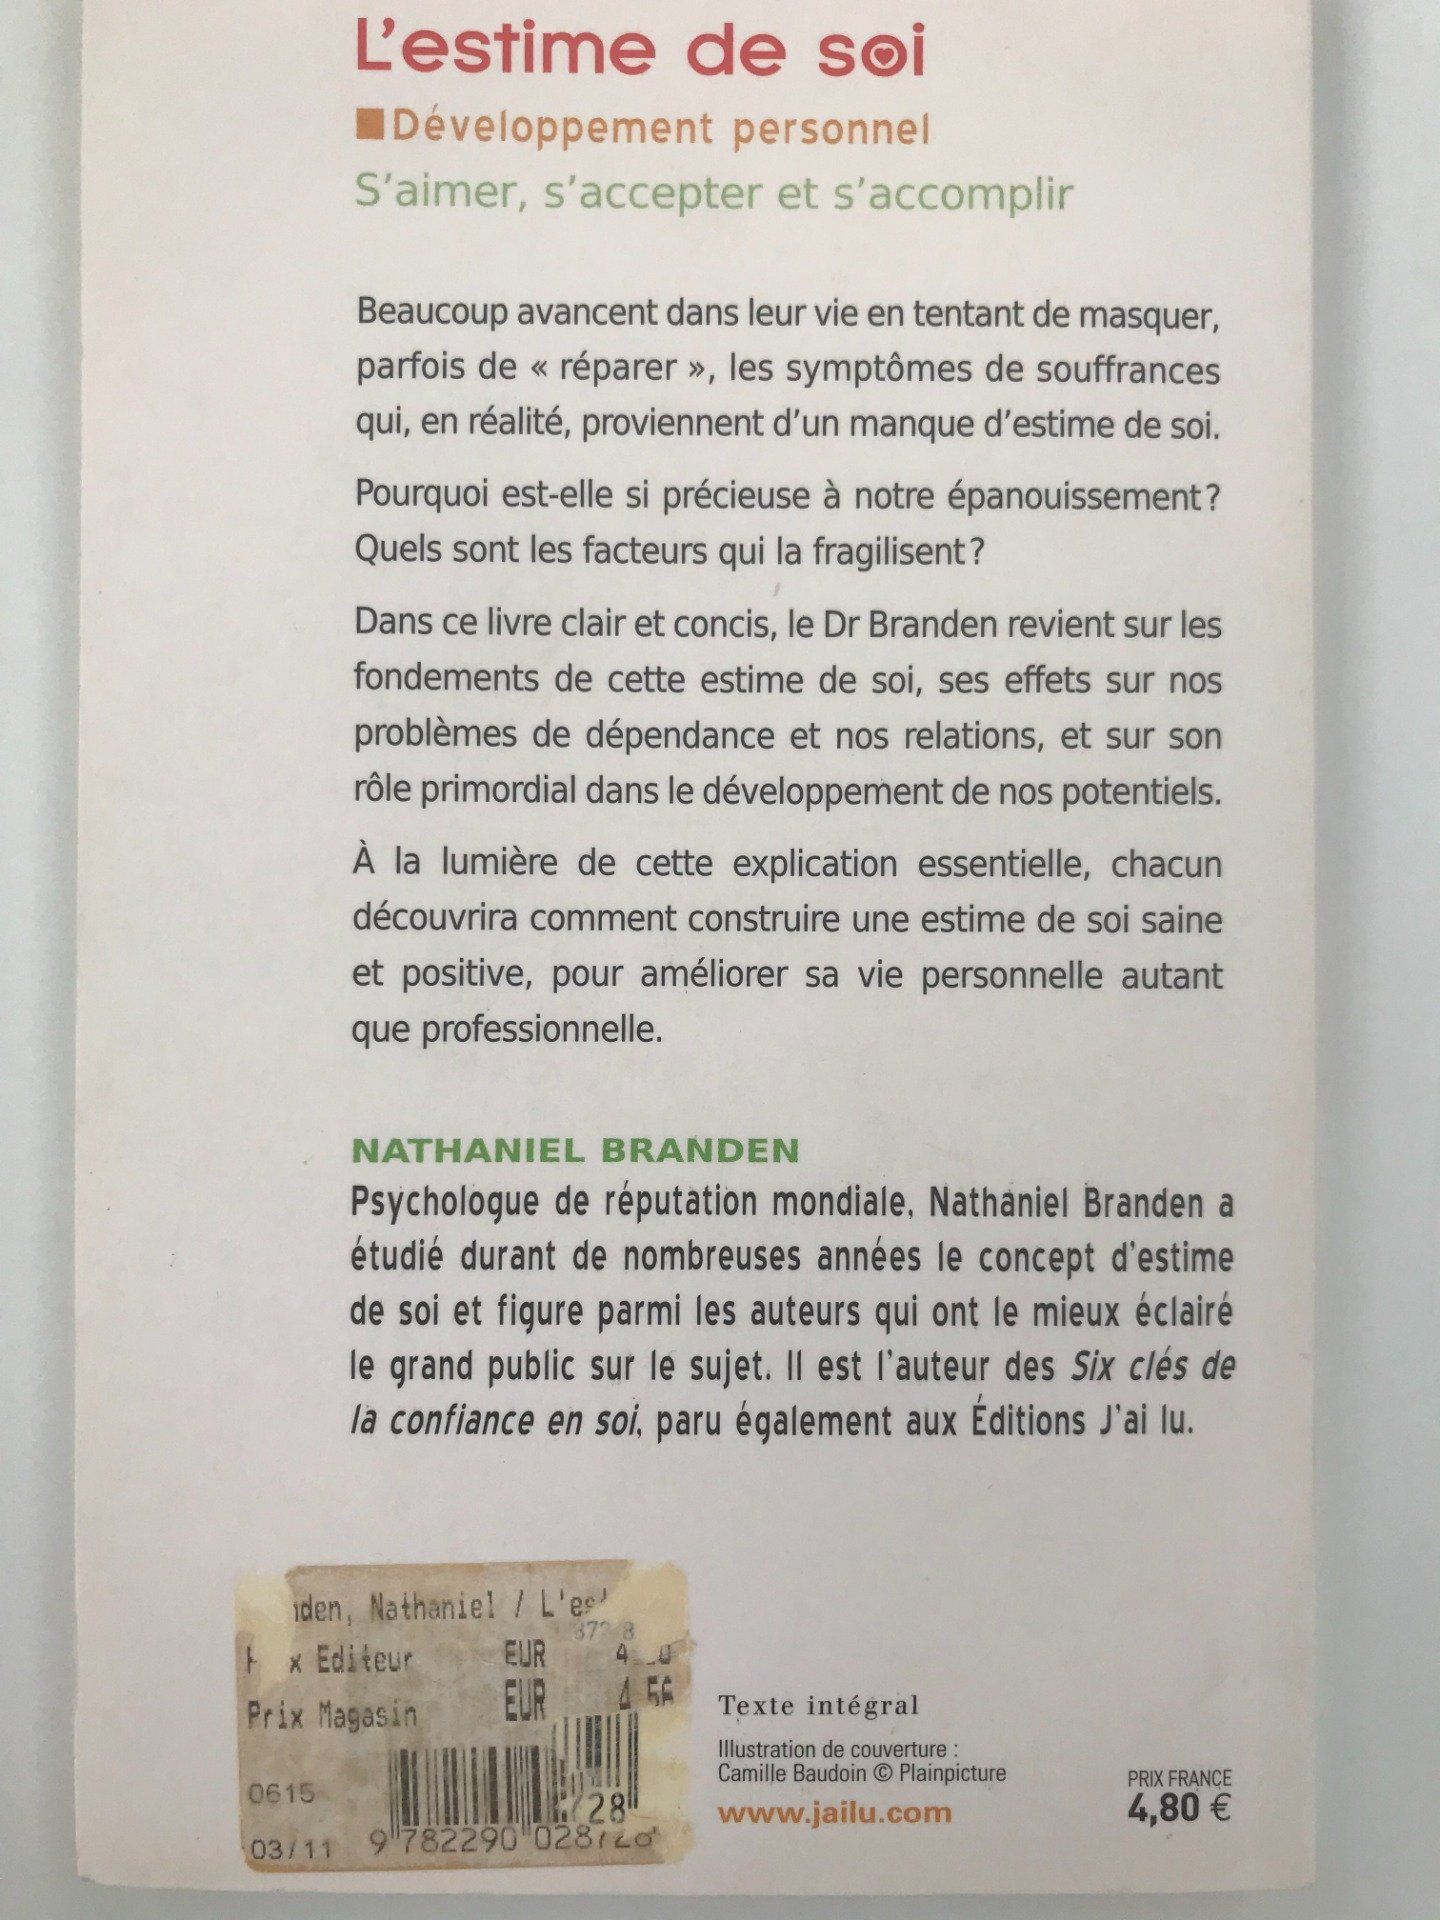 L'estime de soi
Développement personnel
S'aimer, s'accepter et s'accomplir
Beaucoup avancent dans leur vie en tentant de masquer,
parfois de « réparer », les symptômes de souffrances
qui, en réalité, proviennent d'un manque d'estime de soi.
Pourquoi est-elle si précieuse à notre épanouissement ?
Quels sont les facteurs qui la fragilisent ?
Dans ce livre clair et concis, le Dr Branden revient sur les
fondements de cette estime de soi, ses effets sur nos
problèmes de dépendance et nos relations, et sur son
rôle primordial dans le développement de nos potentiels.
À la lumière de cette explication essentielle, chacun
découvrira comment construire une estime de soi saine
et positive, pour améliorer sa vie personnelle autant
que professionnelle.
NATHANIEL BRANDEN
Psychologue de réputation mondiale, Nathaniel Branden a
étudié durant de nombreuses années le concept d'estime
de soi et figure parmi les auteurs qui ont le mieux éclairé
le grand public sur le sujet. Il est l'auteur des Six clés de
la confiance en soi, paru également aux Éditions J'ai lu.
Nathaniel / L'es
Editeur EUR
Prix Magasin EUR
0615
03/11 9 782290
Texte intégral
Illustration de couverture :
Camille Baudoin © Plainpicture
www.jailu.com
PRIX FRANCE
4,80 €